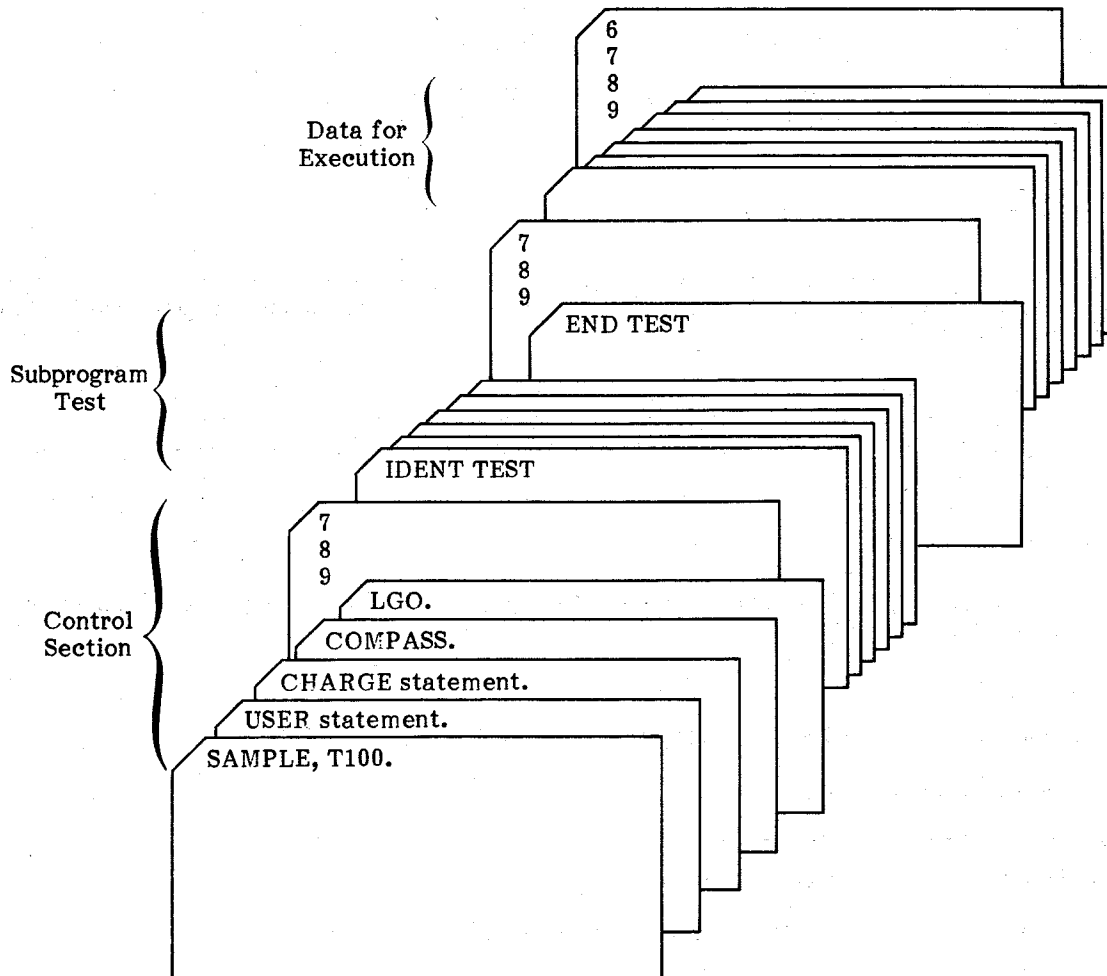 6
7
8
9
Data for
Execution
7
8
9
END TEST
Subprogram
Test
IDENT TEST
7
8
9
Control
Section
LGO.
COMPASS.
CHARGE statement.
USER statement.
SAMPLE, T100.